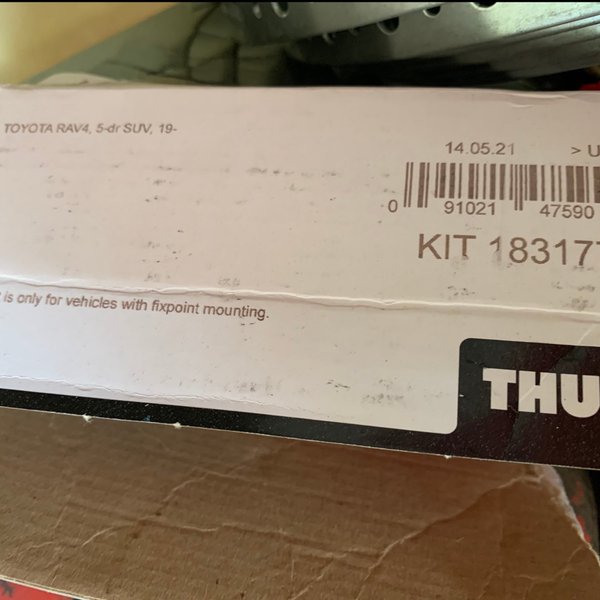 TOYOTA RAV4, 5-dr SUV, 19-
14.05.21 > U
0 91021 47590
KIT 183177
is only for vehicles with fixpoint mounting.
THU